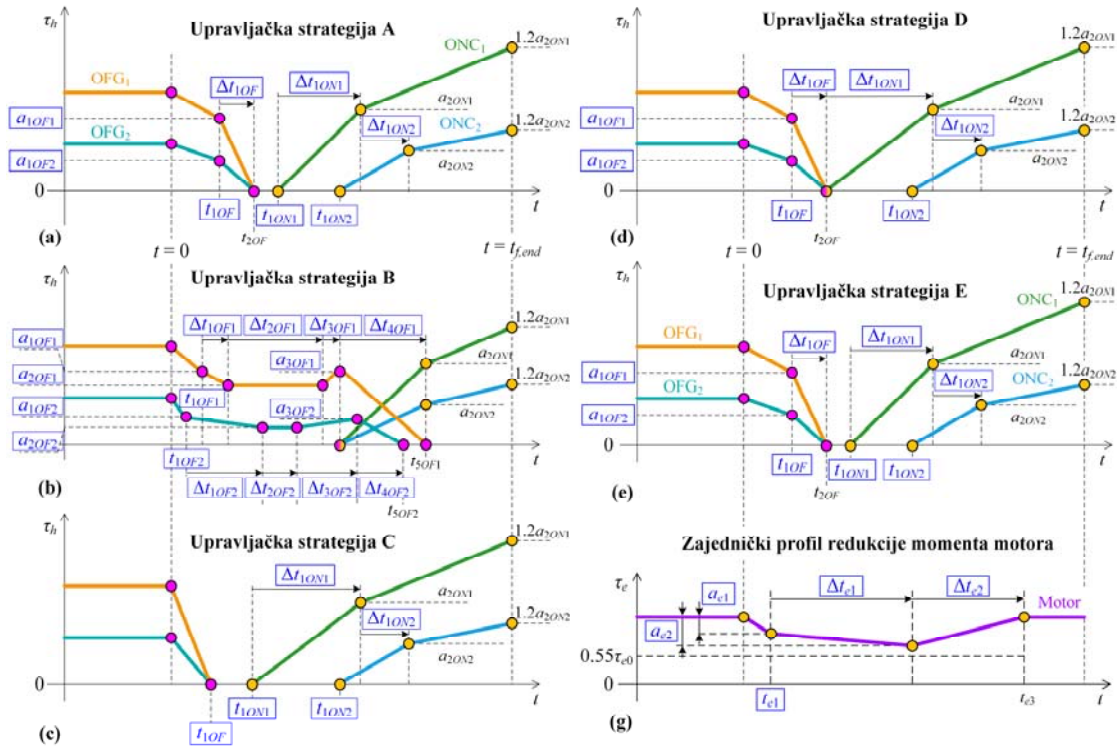 τh
Upravljačka strategija A
OFG1
OFG2
ONC1
ONC2
Δt1OF
Δt1ON1
Δt1ON2
1.2a2ON1
1.2a2ON2
a2ON1
a2ON2
a1OF1
a1OF2
0
t1OF
t2OF
t1ON1
t1ON2
t
(a)
t = 0
t = tf,end
τh
Upravljačka strategija B
Δt1OF1
Δt2OF1
Δt3OF1
Δt4OF1
1.2a2ON1
1.2a2ON2
a2ON1
a2ON2
a1OF1
a2OF1
a1OF2
a2OF2
a3OF1
a3OF2
t1OF1
t1OF2
t5OF1
t
Δt1OF2
Δt2OF2
Δt3OF2
Δt4OF2
t5OF2
(b)
τh
Upravljačka strategija C
Δt1ON1
Δt1ON2
1.2a2ON1
1.2a2ON2
a2ON1
a2ON2
0
t1OF
t1ON1
t1ON2
t
(c)
τh
Upravljačka strategija D
Δt1OF
Δt1ON1
Δt1ON2
1.2a2ON1
1.2a2ON2
a2ON1
a2ON2
a1OF1
a1OF2
0
t1OF
t2OF
t1ON2
t
(d)
t = 0
t = tf,end
τh
Upravljačka strategija E
OFG1
OFG2
ONC1
ONC2
Δt1OF
Δt1ON1
Δt1ON2
1.2a2ON1
1.2a2ON2
a2ON1
a2ON2
a1OF1
a1OF2
0
t1OF
t2OF
t1ON1
t1ON2
t
(e)
Zajednički profil redukcije momenta motora
τe
ae1
ae2
Δte1
Δte2
Motor
0.55τe0
0
te1
te3
t
(g)